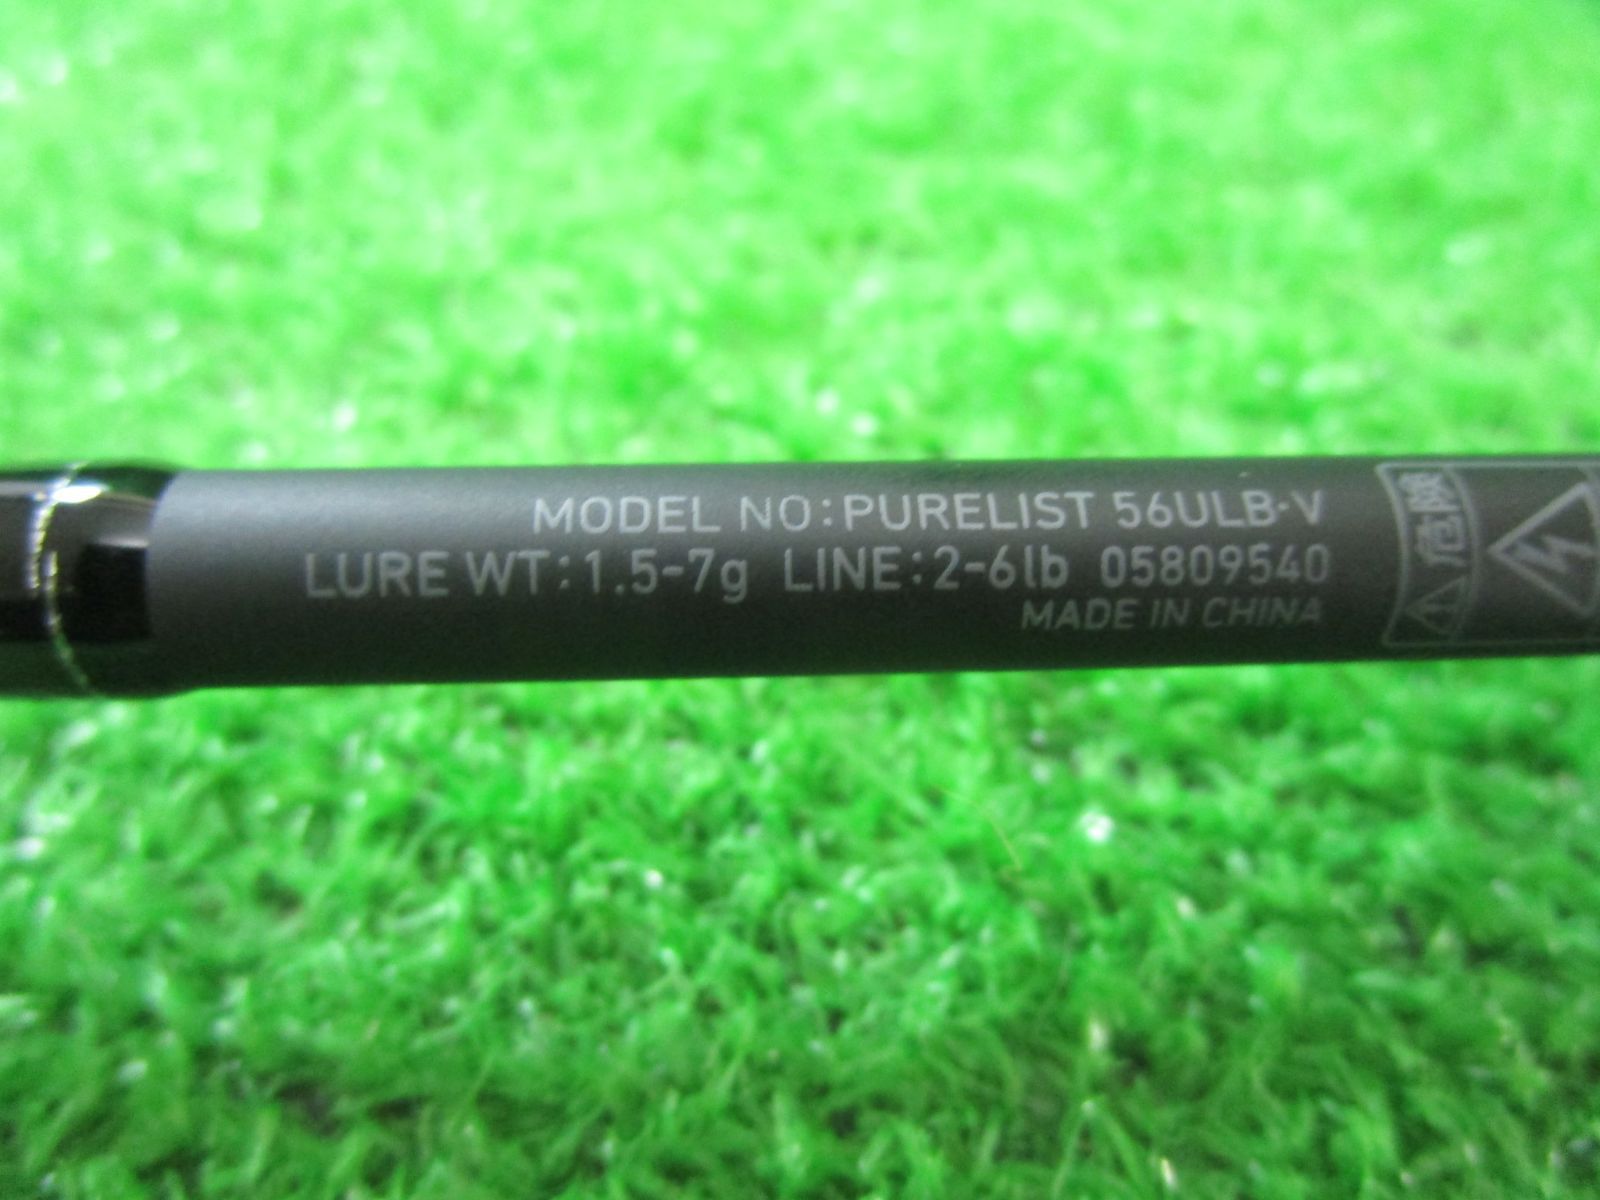 MODEL NO:PURELIST 56ULB·V
LURE WT:1.5-7g LINE:2-6lb 05809540
MADE IN CHINA
危険